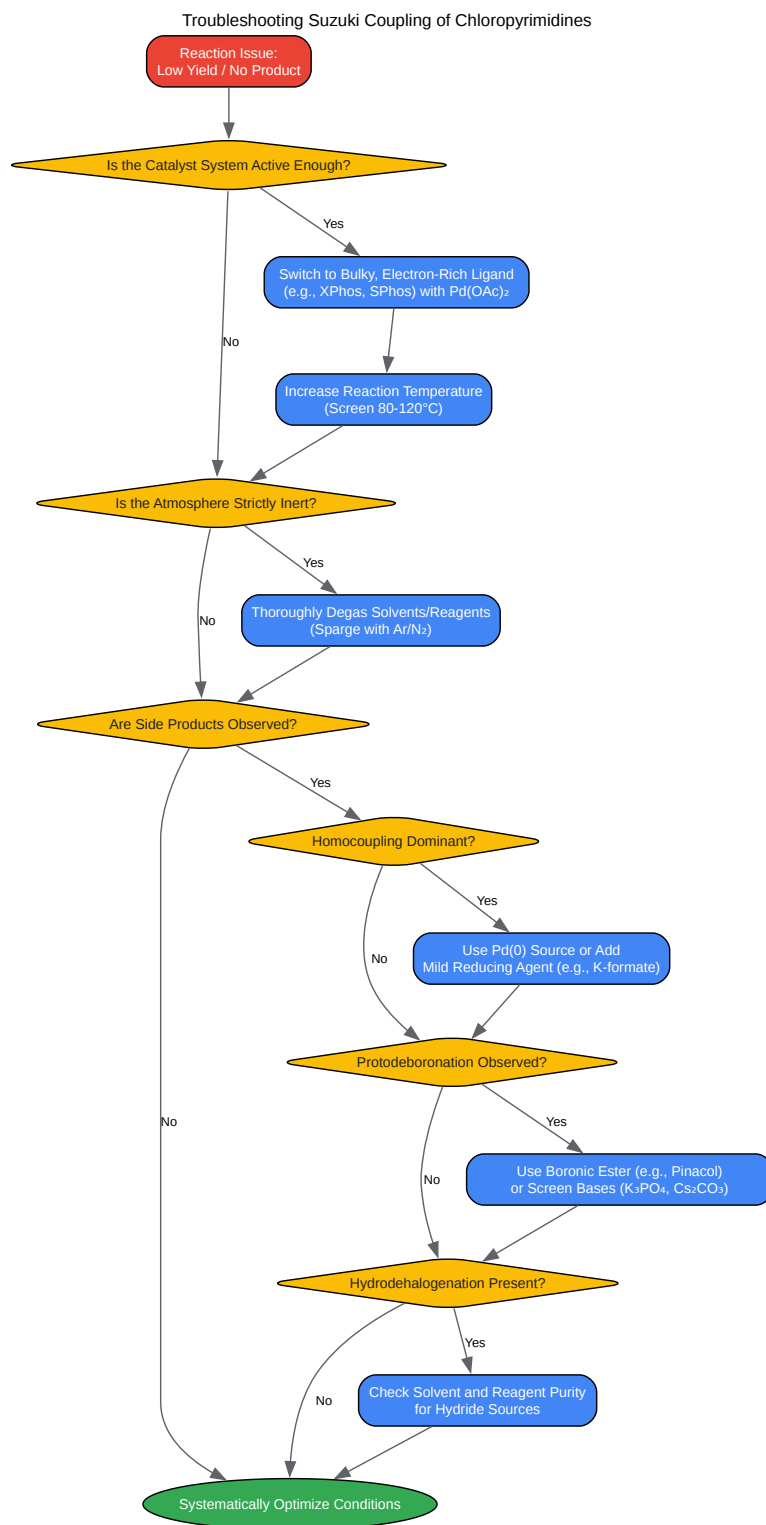 Troubleshooting Suzuki Coupling of Chloropyrimidines
Reaction Issue:
Low Yield / No Product
Is the Catalyst System Active Enough?
Yes
Switch to Bulky, Electron-Rich Ligand
(e.g., XPhos, SPhos) with Pd(OAc)₂
No
Increase Reaction Temperature
(Screen 80-120°C)
Is the Atmosphere Strictly Inert?
Yes
Thoroughly Degas Solvents/Reagents
(Sparge with Ar/N₂)
No
Are Side Products Observed?
Yes
Homocoupling Dominant?
Yes
Use Pd(0) Source or Add
Mild Reducing Agent (e.g., K-formate)
No
Protodeboronation Observed?
No
Yes
Use Boronic Ester (e.g., Pinacol)
or Screen Bases (K₃PO₄, Cs₂CO₃)
No
Hydrodehalogenation Present?
Yes
Check Solvent and Reagent Purity
for Hydride Sources
No
Systematically Optimize Conditions